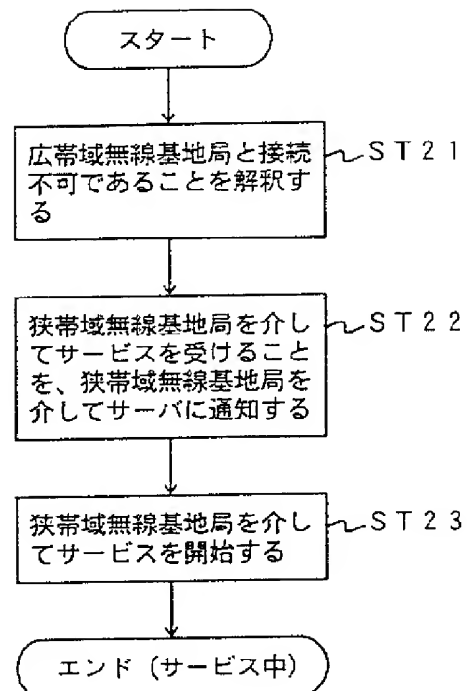 スタート
広帯域無線基地局と接続 ST21
不可であることを解釈す
る
狭帯域無線基地局を介し ST22
てサービスを受けること
を、狭帯域無線基地局を
介してサーバに通知する
狭帯域無線基地局を介し ST23
てサービスを開始する
エンド（サービス中）